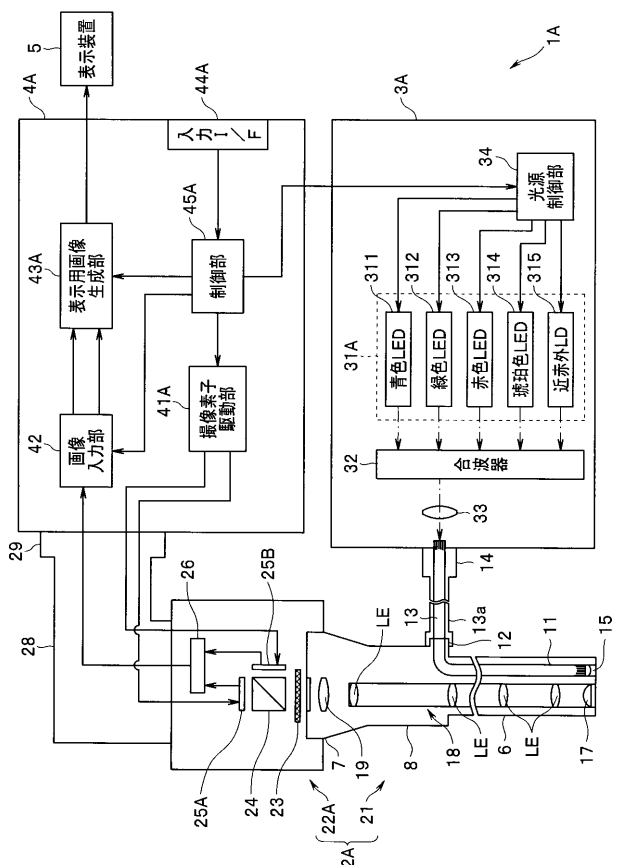 1A
2A
22A
21
28
29
4A
5
表示装置
43A
表示用画像
生成部
42
画像
入力部
44A
入力I/F
45A
制御部
41A
撮像素子
駆動部
26
25B
25A
24
23
7
19
8
18
LE
LE
LE
6
17
15
11
12
13
13a
14
3A
33
32
合波器
31A
311
青色LED
312
緑色LED
313
赤色LED
314
琥珀色LED
315
近赤外LD
34
光源
制御部